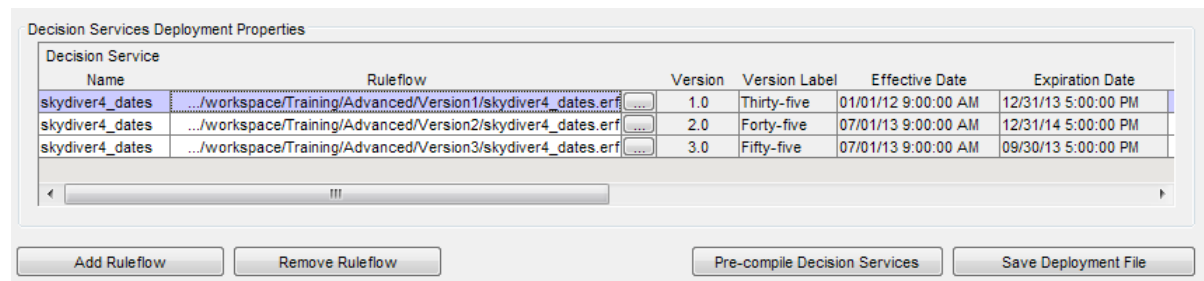 Decision Services Deployment Properties
Decision Service
Name Ruleflow Version Version Label Effective Date Expiration Date
skydiver4_dates .../workspace/Training/Advanced/Version1/skydiver4_dates.erf ... 1.0 Thirty-five 01/01/12 9:00:00 AM 12/31/13 5:00:00 PM
skydiver4_dates .../workspace/Training/Advanced/Version2/skydiver4_dates.erf ... 2.0 Forty-five 07/01/13 9:00:00 AM 12/31/14 5:00:00 PM
skydiver4_dates .../workspace/Training/Advanced/Version3/skydiver4_dates.erf ... 3.0 Fifty-five 07/01/13 9:00:00 AM 09/30/13 5:00:00 PM
Add Ruleflow Remove Ruleflow Pre-compile Decision Services Save Deployment File